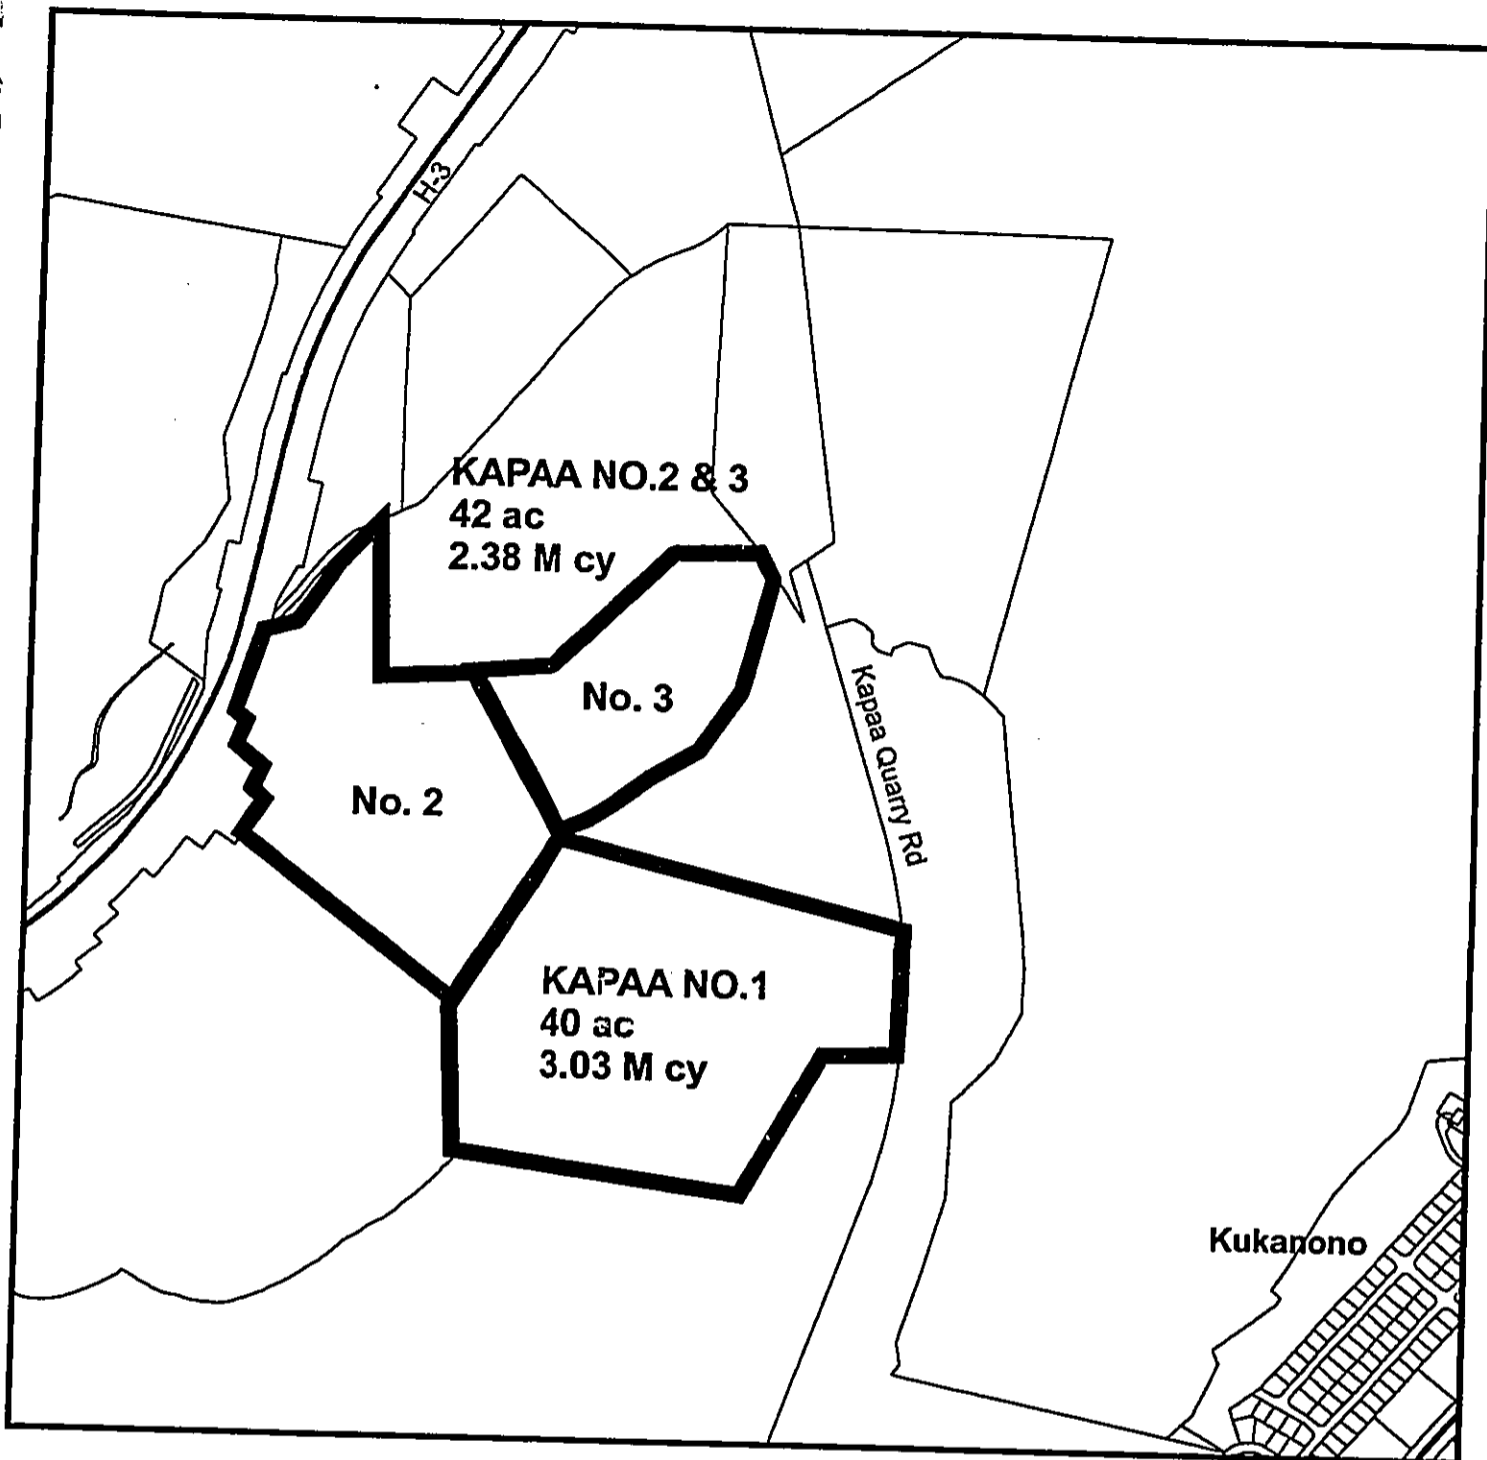 H-3
KAPAA NO.2 & 3
42 ac
2.38 M cy
No. 3
Kapaa Quarry Rd
No. 2
KAPAA NO.1
40 ac
3.03 M cy
Kukanono